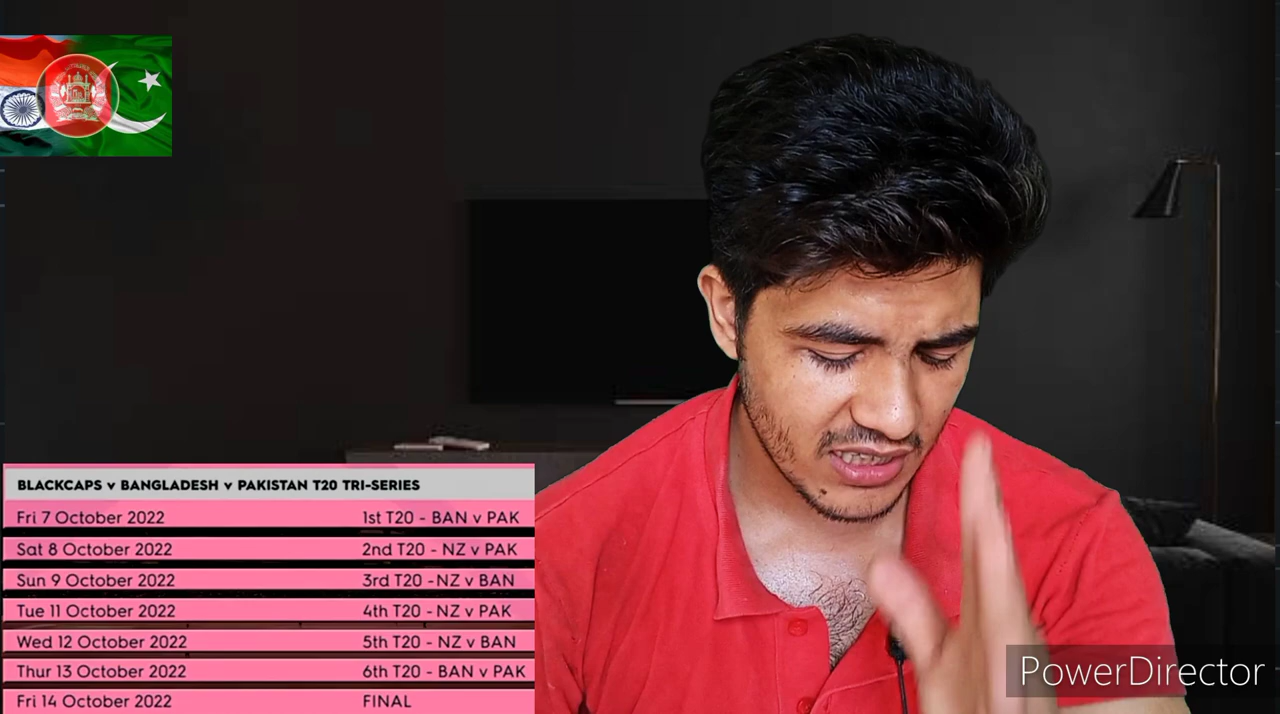 BLACKCAPS v BANGLADESH v PAKISTAN T20 TRI-SERIES
Fri 7 October 2022 1st T20 - BAN v PAK
Sat 8 October 2022 2nd T20 - NZ v PAK
Sun 9 October 2022 3rd T20 -NZ v BAN
Tue 11 October 2022 4th T20 - NZ v PAK
Wed 12 October 2022 5th T20 - NZ v BAN
Thur 13 October 2022 6th T20 - BAN v PAK
Fri 14 October 2022 FINAL
PowerDirector